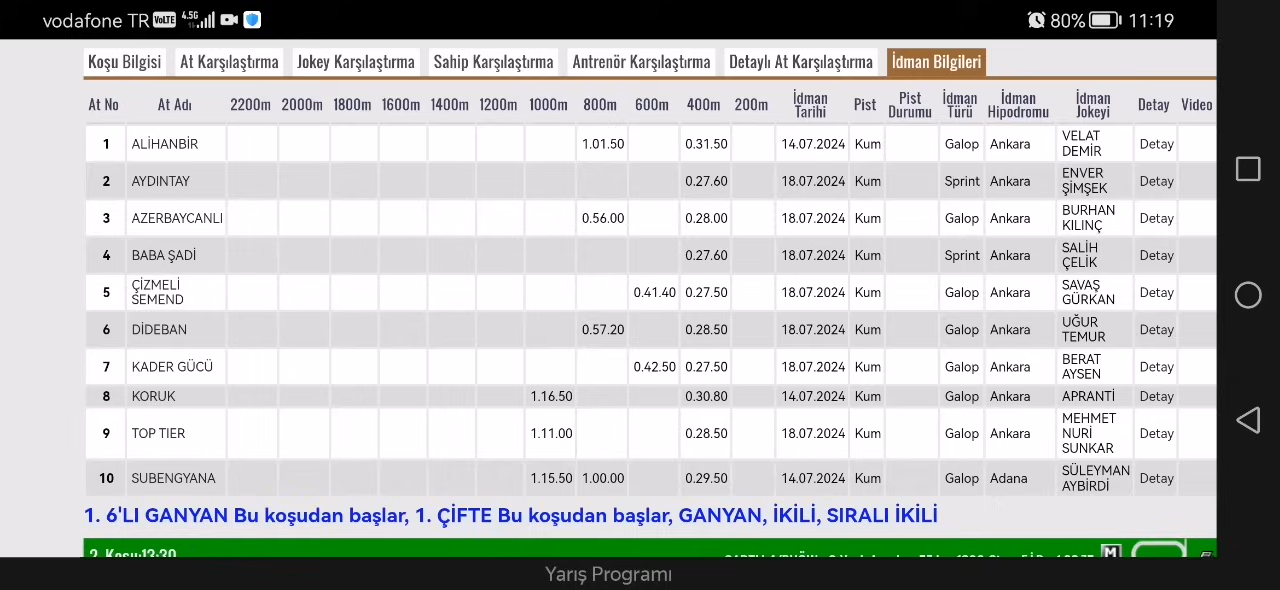 vodafone TR VoLTE 4.5G 80% 11:19
Koşu Bilgisi At Karşılaştırma Jokey Karşılaştırma Sahip Karşılaştırma Antrenör Karşılaştırma Detaylı At Karşılaştırma İdman Bilgileri
At No At Adı 2200m 2000m 1800m 1600m 1400m 1200m 1000m 800m 600m 400m 200m İdman Tarihi Pist Pist Durumu İdman Türü İdman Hipodromu İdman Jokeyi Detay Video
1 ALİHANBİR 1.01.50 0.31.50 14.07.2024 Kum Galop Ankara VELAT DEMİR Detay
2 AYDINTAY 0.27.60 18.07.2024 Kum Sprint Ankara ENVER ŞİMŞEK Detay
3 AZERBAYCANLI 0.56.00 0.28.00 18.07.2024 Kum Galop Ankara BURHAN KILINÇ Detay
4 BABA ŞADİ 0.27.60 18.07.2024 Kum Sprint Ankara SALİH ÇELİK Detay
5 ÇİZMELİ SEMEND 0.41.40 0.27.50 18.07.2024 Kum Galop Ankara SAVAŞ GÜRKAN Detay
6 DİDEBAN 0.57.20 0.28.50 18.07.2024 Kum Galop Ankara UĞUR TEMUR Detay
7 KADER GÜCÜ 0.42.50 0.27.50 18.07.2024 Kum Galop Ankara BERAT AYSEN Detay
8 KORUK 1.16.50 0.30.80 14.07.2024 Kum Galop Ankara APRANTİ Detay
9 TOP TIER 1.11.00 0.28.50 18.07.2024 Kum Galop Ankara MEHMET NURİ SUNKAR Detay
10 SUBENGYANA 1.15.50 1.00.00 0.29.50 14.07.2024 Kum Galop Adana SÜLEYMAN AYBİRDİ Detay
1. 6'LI GANYAN Bu koşudan başlar, 1. ÇİFTE Bu koşudan başlar, GANYAN, İKİLİ, SIRALI İKİLİ
2. Koşu:13:30
Yarış Programı